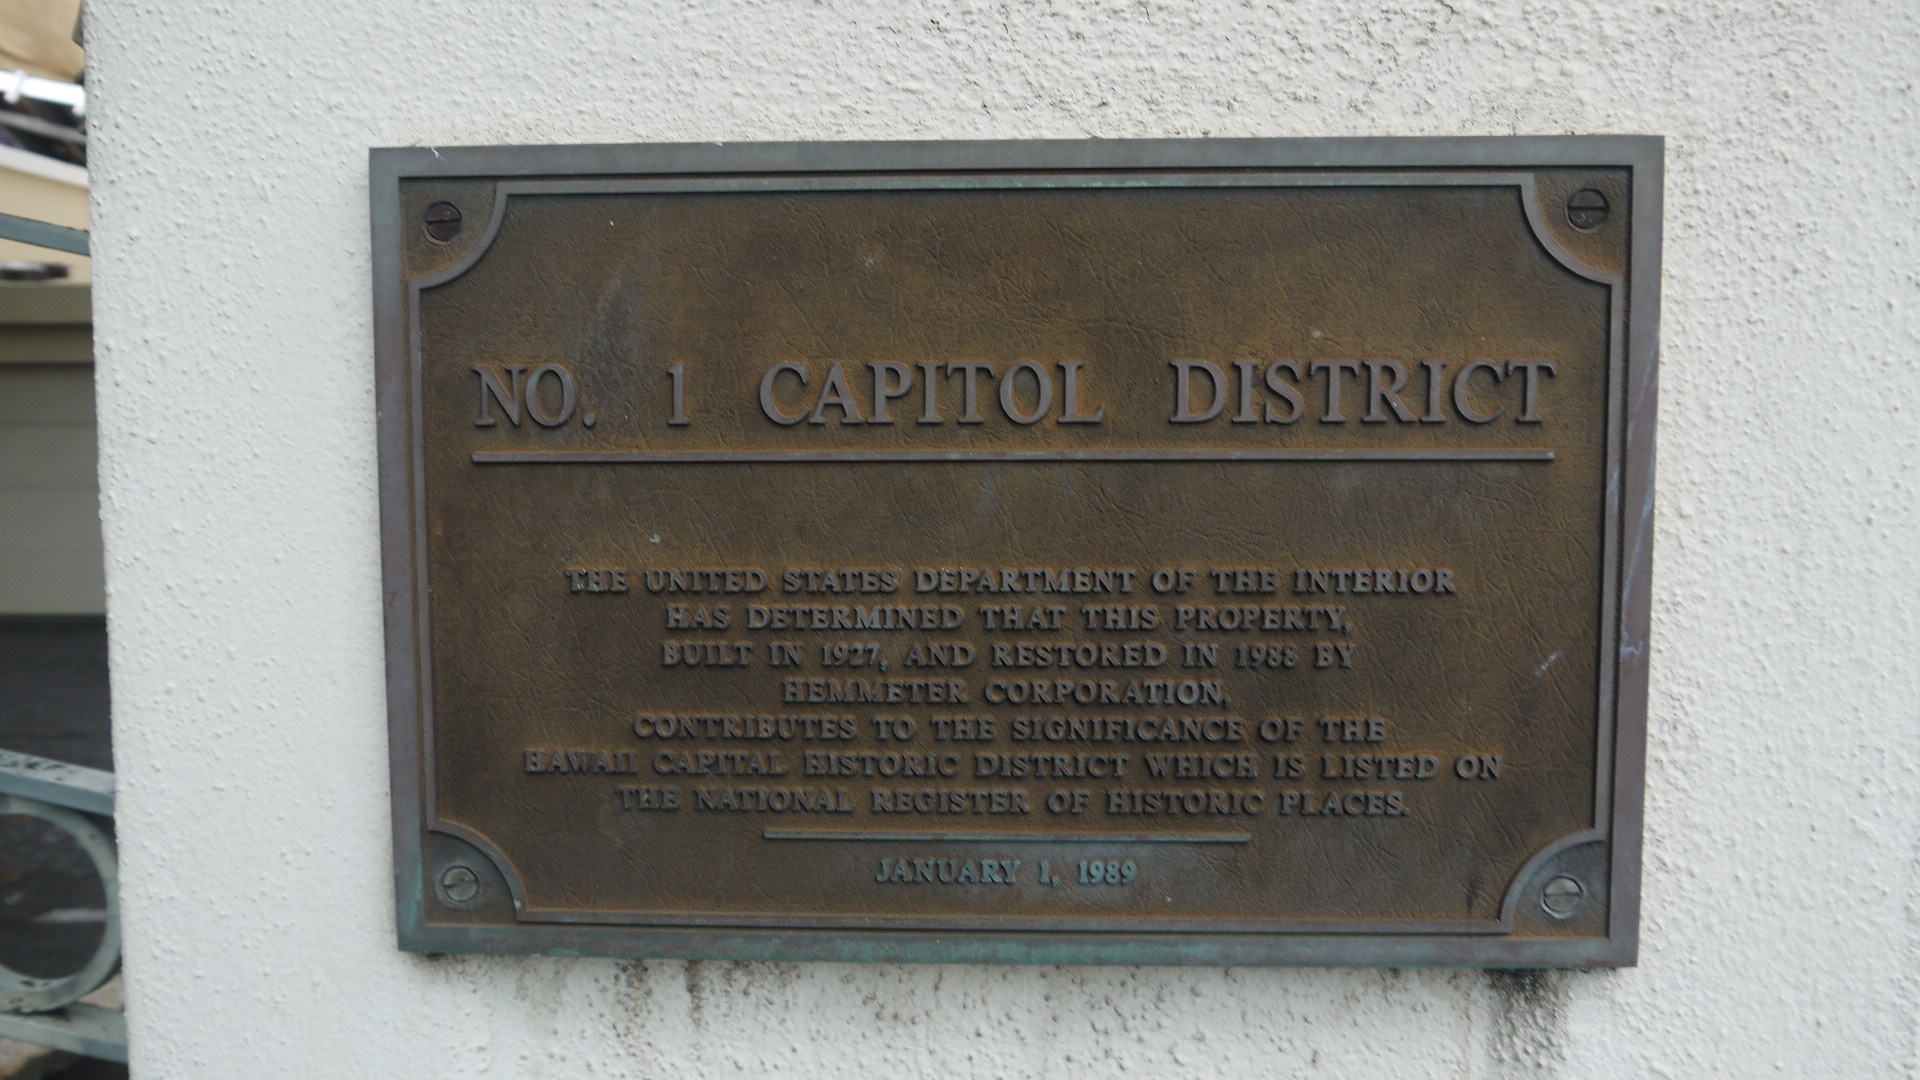 NO. 1 CAPITOL DISTRICT
THE UNITED STATES' DEPARTMENT OF THE INTERIOR
HAS DETERMINED THAT THIS PROPERTY,
BUILT IN 1927, AND RESTORED IN 1988 BY
HEMMETER CORPORATION,
CONTRIBUTES TO THE SIGNIFICANCE OF THE
HAWAII CAPITAL HISTORIC DISTRICT WHICH IS LISTED ON
THE NATIONAL REGISTER OF HISTORIC PLACES.
JANUARY 1, 1989